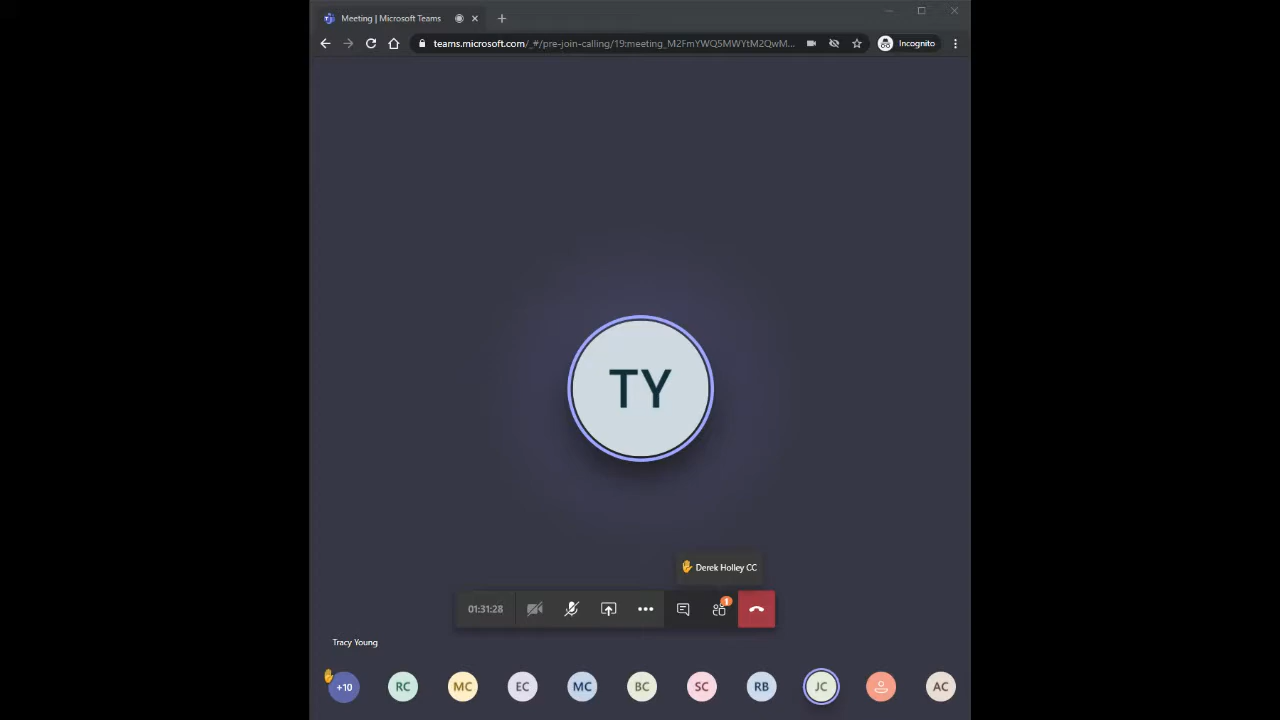 Meeting | Microsoft Teams
teams.microsoft.com/_#/pre-join-calling/19:meeting_M2FmYWQ5MWYtM2QwM...
Incognito
TY
Derek Holley CC
01:31:28
1
Tracy Young
+10
RC
MC
EC
MC
BC
SC
RB
JC
AC